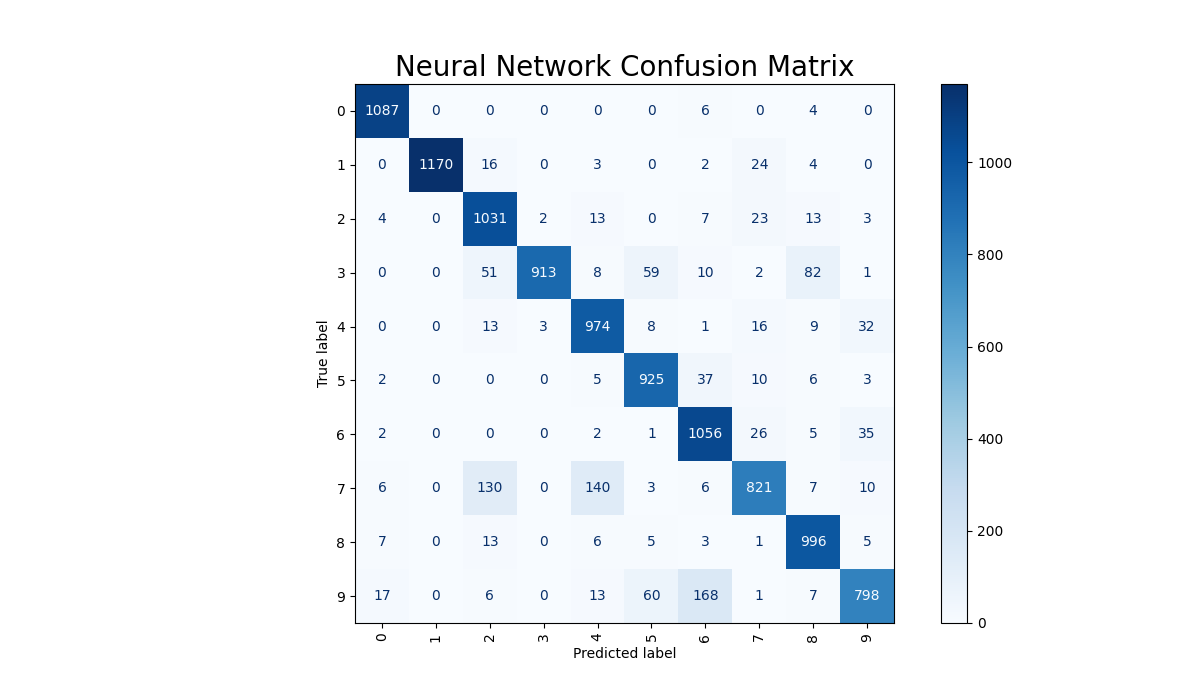 Neural Network Confusion Matrix
0 1087 0 0 0 0 0 6 0 4 0
1 0 1170 16 0 3 0 2 24 4 0 1000
2 4 0 1031 2 13 0 7 23 13 3
3 0 0 51 913 8 59 10 2 82 1 800
4 0 0 13 3 974 8 1 16 9 32 600
True label
5 2 0 0 0 5 925 37 10 6 3
6 2 0 0 0 2 1 1056 26 5 35 400
7 6 0 130 0 140 3 6 821 7 10
8 7 0 13 0 6 5 3 1 996 5 200
9 17 0 6 0 13 60 168 1 7 798 0
0 1 2 3 4 5 6 7 8 9
Predicted label